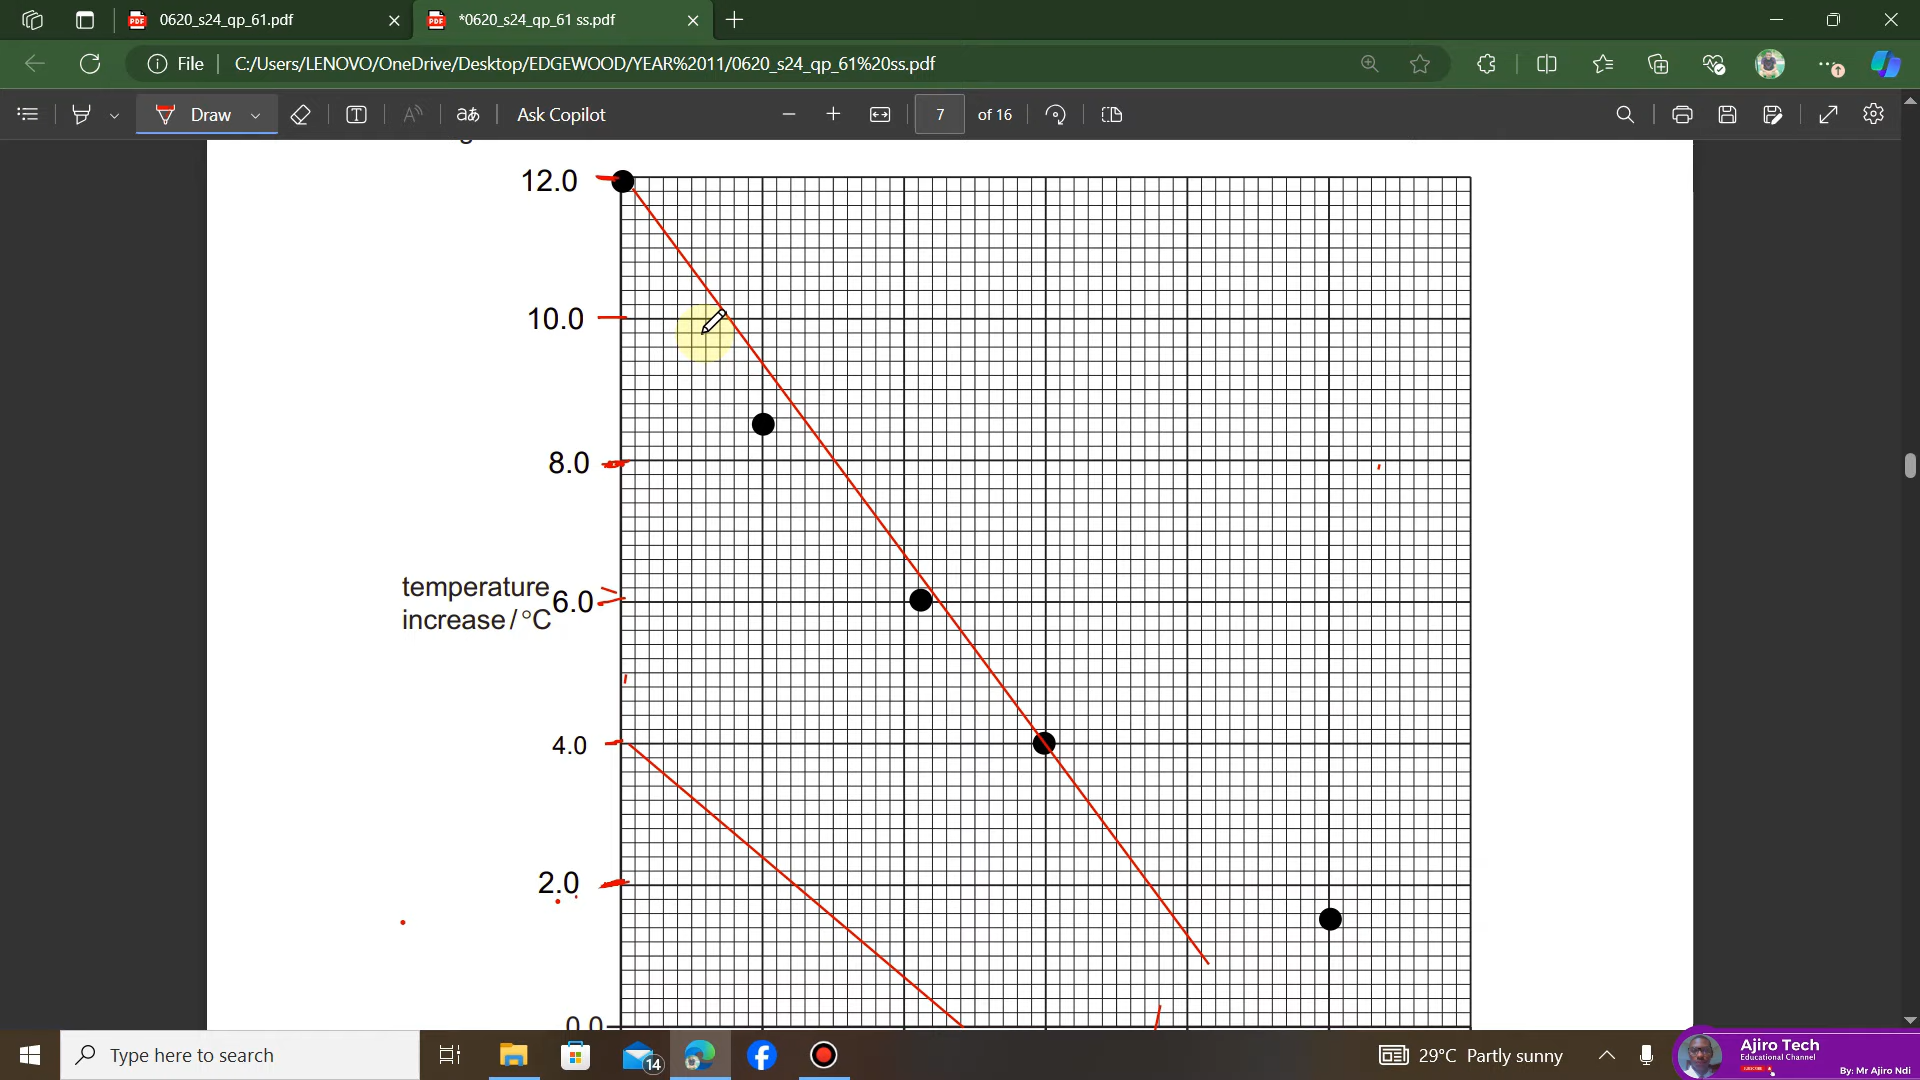 0620_s24_qp_61.pdf
*0620_s24_qp_61 ss.pdf
File
C:/Users/LENOVO/OneDrive/Desktop/EDGEWOOD/YEAR%2011/0620_s24_qp_61%20ss.pdf
Draw
aあ
Ask Copilot
7
of 16
12.0
10.0
8.0
temperature
6.0
increase/°C
4.0
2.0
0.0
Type here to search
14
29°C Partly sunny
Ajiro Tech
Educational Channel
By: Mr Ajiro Ndi